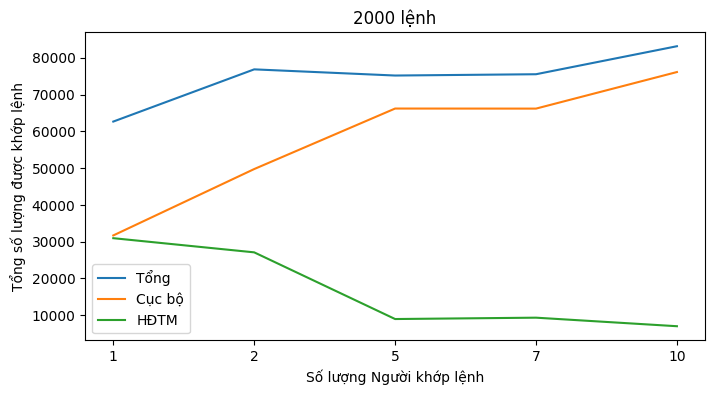 2000 lệnh
Tổng số lượng được khớp lệnh
80000
70000
60000
50000
40000
30000
20000
10000
Tổng
Cục bộ
HĐTM
1 2 5 7 10
Số lượng Người khớp lệnh